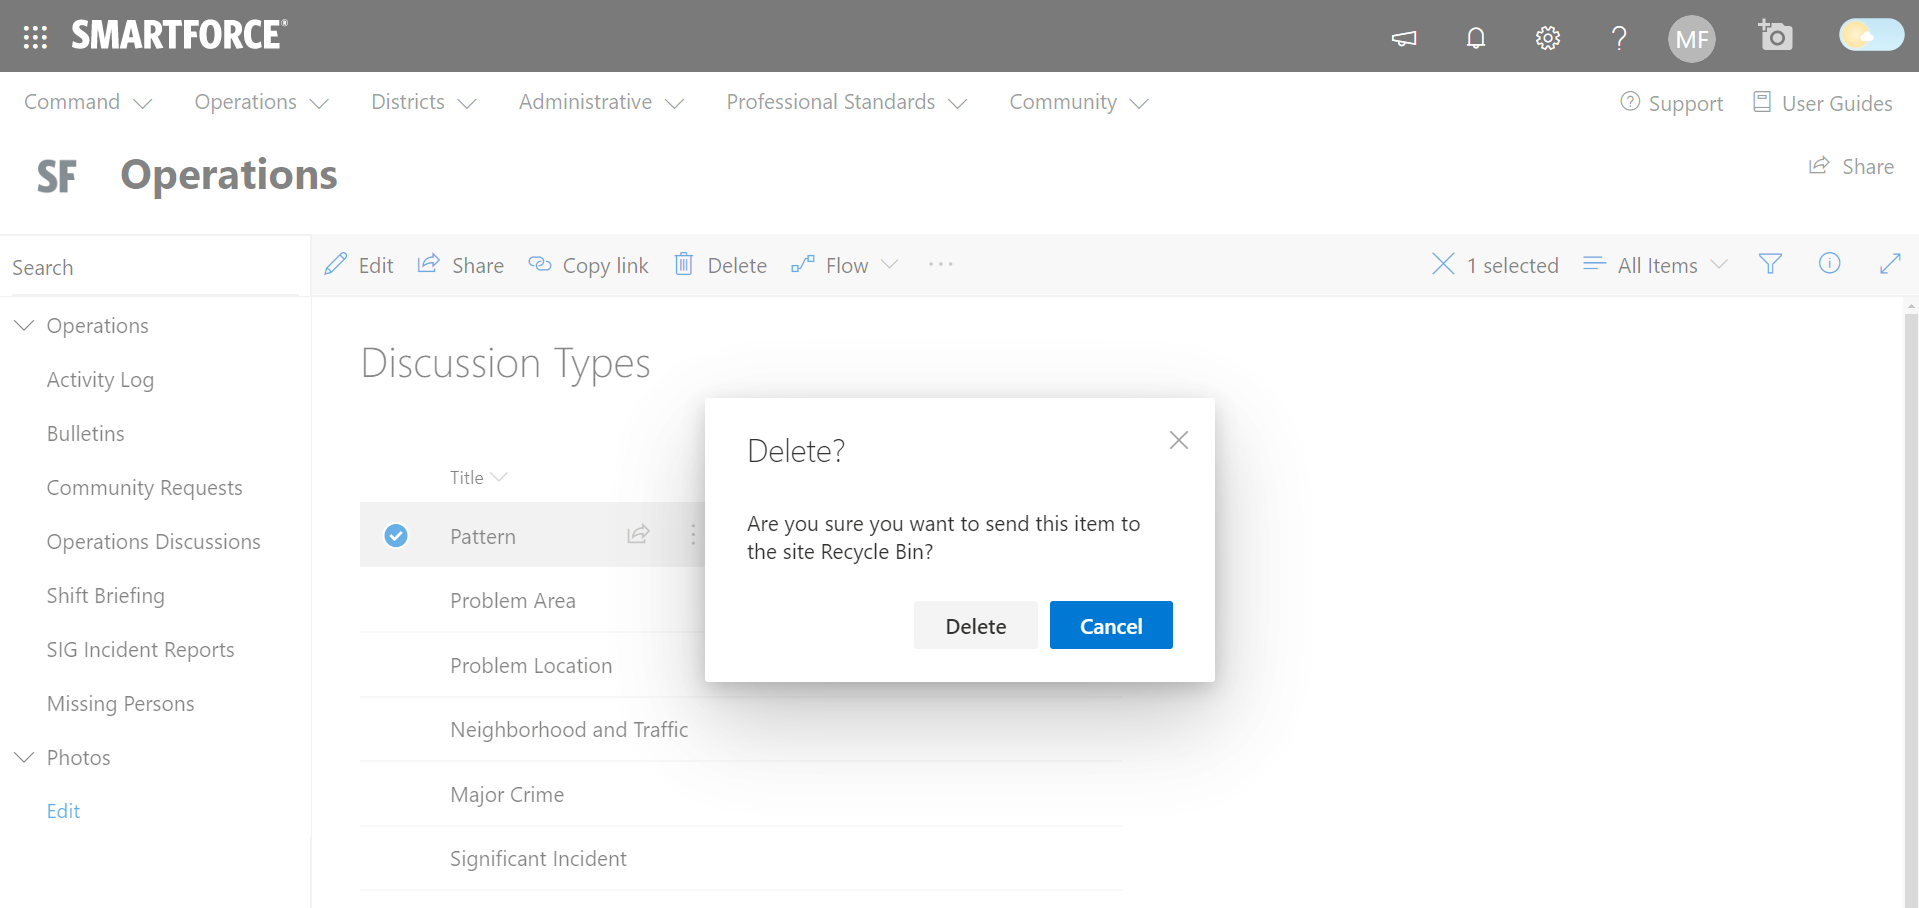 SMARTFORCE®
MF
Command Operations Districts Administrative Professional Standards Community Support User Guides
SF Operations Share
Search
Edit Share Copy link Delete Flow ··· 1 selected All Items
Operations
Activity Log
Bulletins
Community Requests
Operations Discussions
Shift Briefing
SIG Incident Reports
Missing Persons
Photos
Edit
Discussion Types
Title
Pattern
Problem Area
Problem Location
Neighborhood and Traffic
Major Crime
Significant Incident
Delete?
Are you sure you want to send this item to
the site Recycle Bin?
Delete Cancel